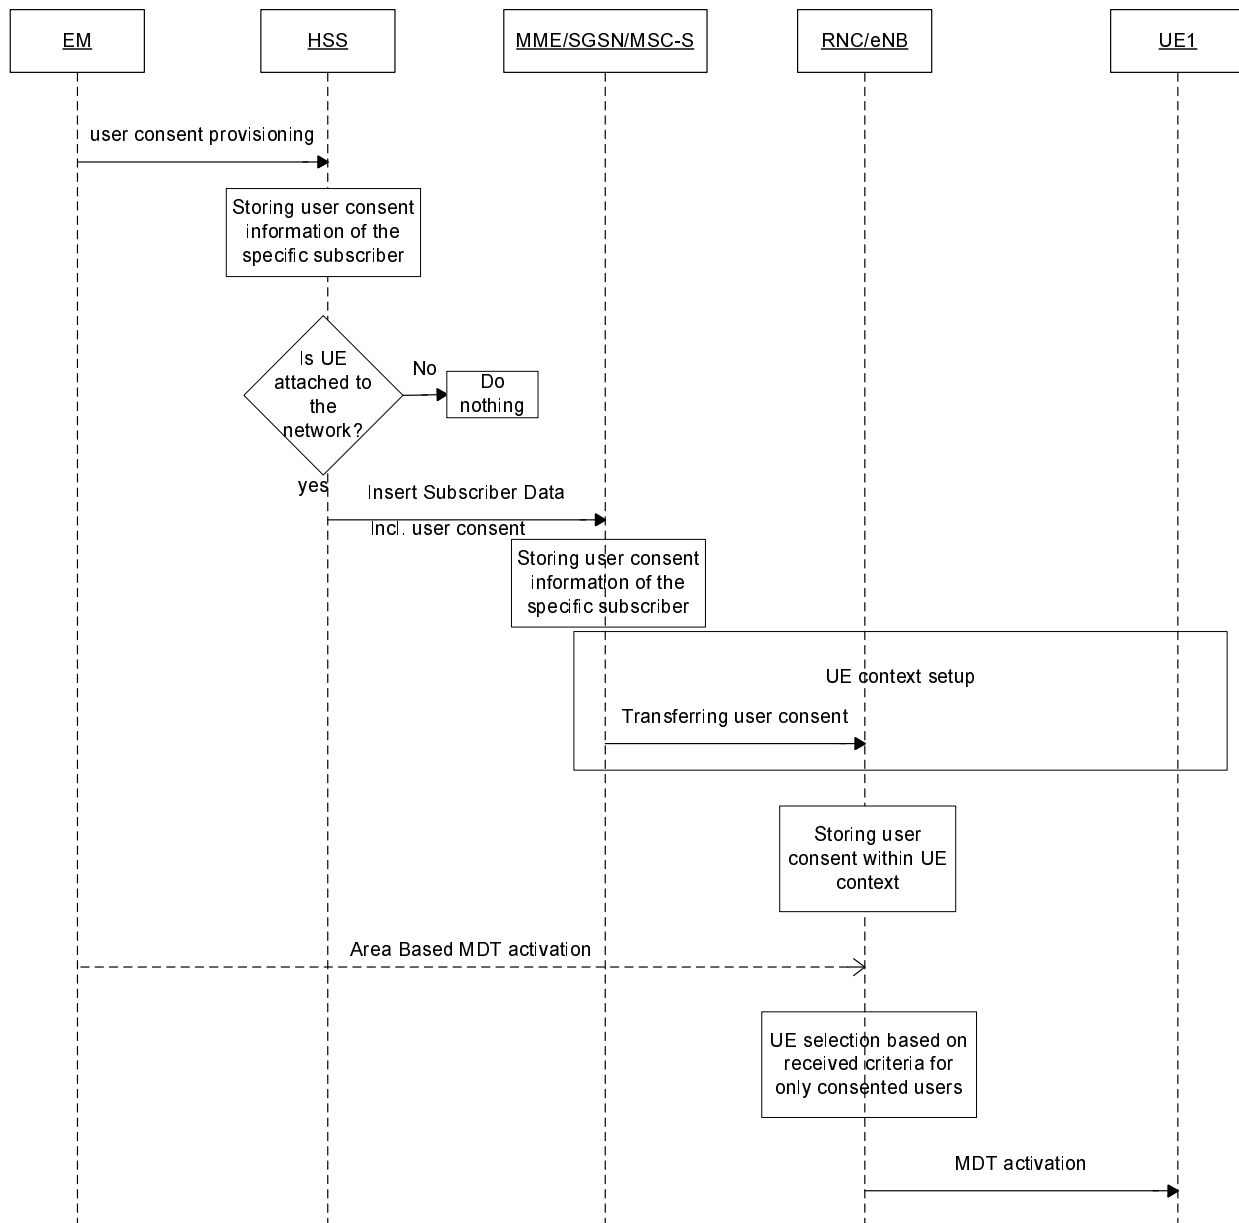 EM
HSS
MME/SGSN/MSC-S
RNC/eNB
UE1
user consent provisioning
Storing user consent
information of the
specific subscriber
Is UE
attached to
the
network?
No
Do
nothing
yes
Insert Subscriber Data
Incl. user consent
Storing user consent
information of the
specific subscriber
UE context setup
Transferring user consent
Storing user
consent within UE
context
Area Based MDT activation
UE selection based on
received criteria for
only consented users
MDT activation